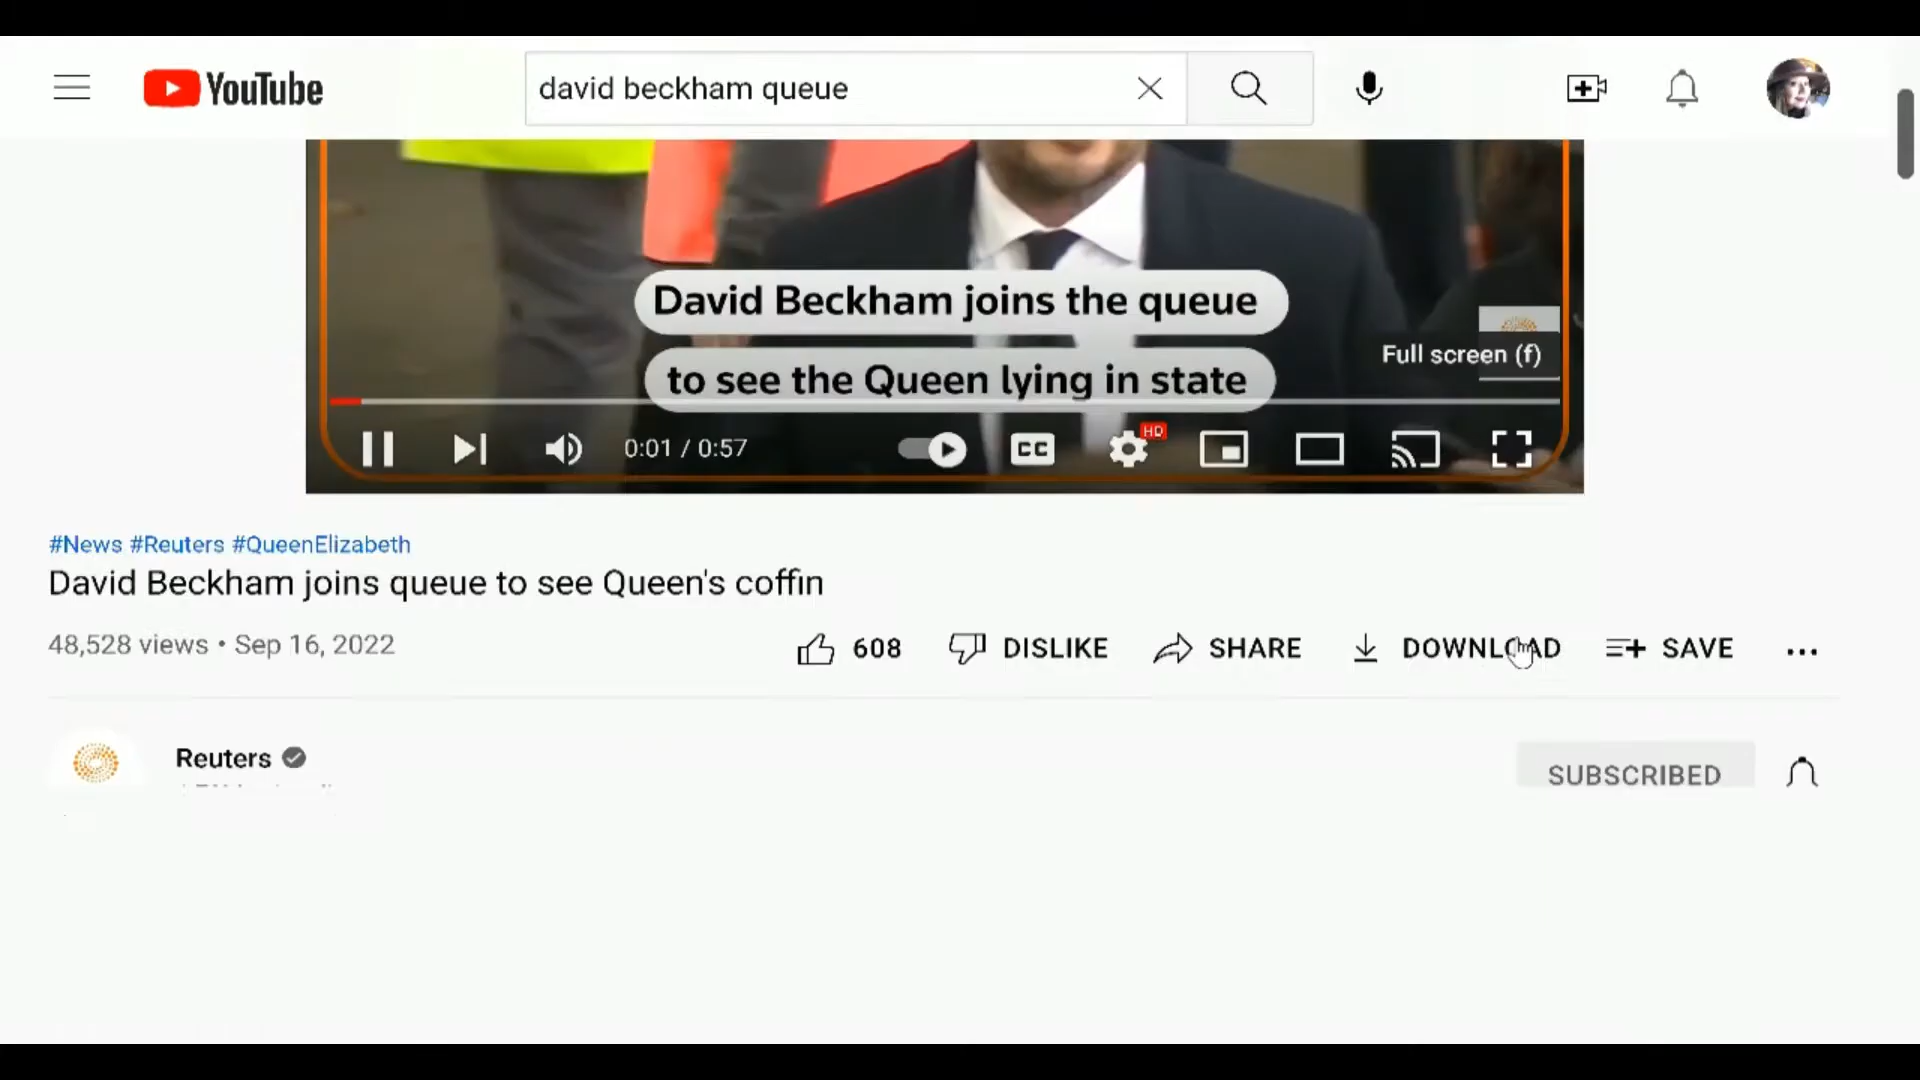 YouTube
david beckham queue
David Beckham joins the queue
to see the Queen lying in state
Full screen (f)
0:01 / 0:57
CC
HD
#News #Reuters #QueenElizabeth
David Beckham joins queue to see Queen's coffin
48,528 views • Sep 16, 2022
608
DISLIKE
SHARE
DOWNLOAD
SAVE
Reuters
SUBSCRIBED